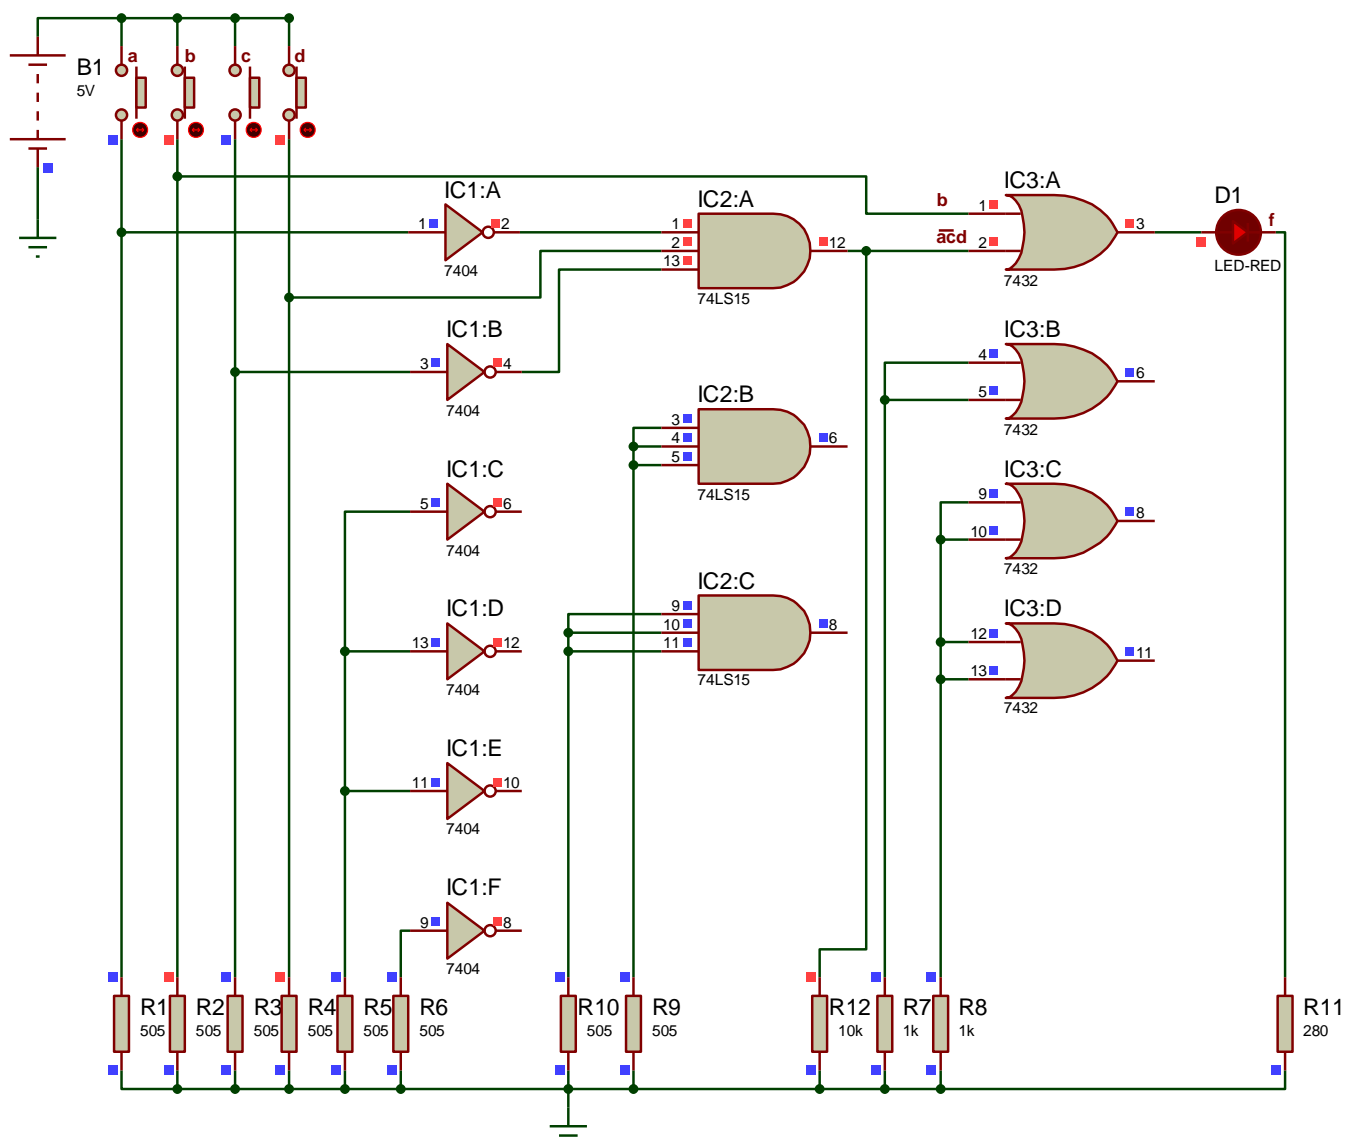 a b c d
B1
5V
IC1:A
1 2
7404
IC2:A
1
2
13
12
74LS15
b
a̅c̅d
IC3:A
1
2
3
7432
D1
f
LED-RED
IC1:B
3 4
7404
IC3:B
4
5
6
7432
IC2:B
3
4
5
6
74LS15
IC1:C
5 6
7404
IC3:C
9
10
8
7432
IC2:C
9
10
11
8
74LS15
IC1:D
13 12
7404
IC3:D
12
13
11
7432
IC1:E
11 10
7404
IC1:F
9 8
7404
R1 R2 R3 R4 R5 R6 R10 R9 R12 R7 R8 R11
505 505 505 505 505 505 505 505 10k 1k 1k 280